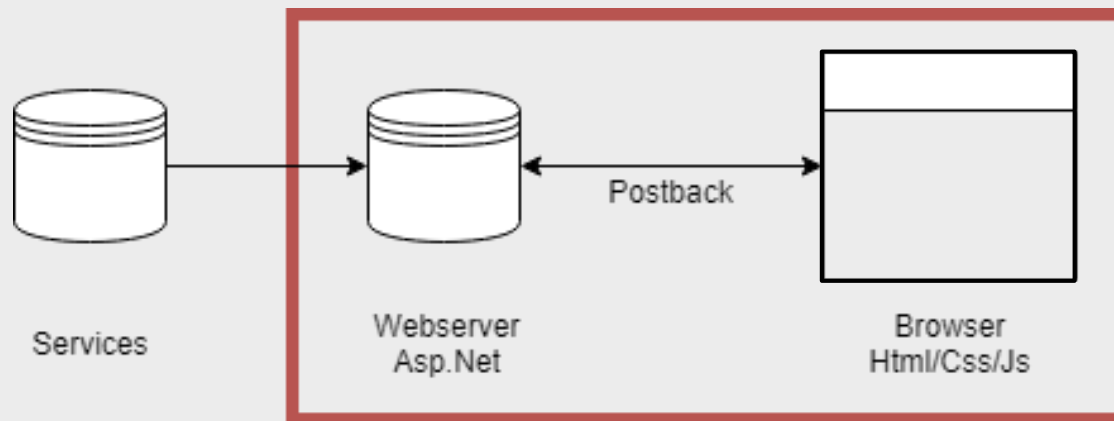 Postback
Services
Webserver
Asp.Net
Browser
Html/Css/Js